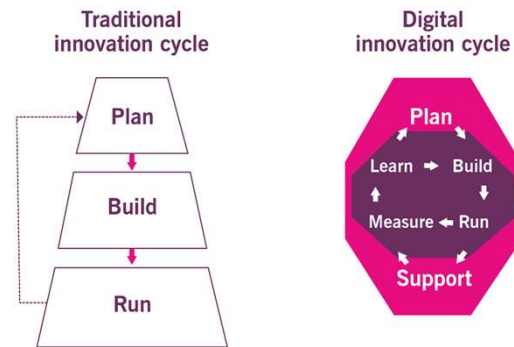 Traditional
innovation cycle
Plan
Build
Run
Digital
innovation cycle
Plan
Learn Build
Measure Run
Support